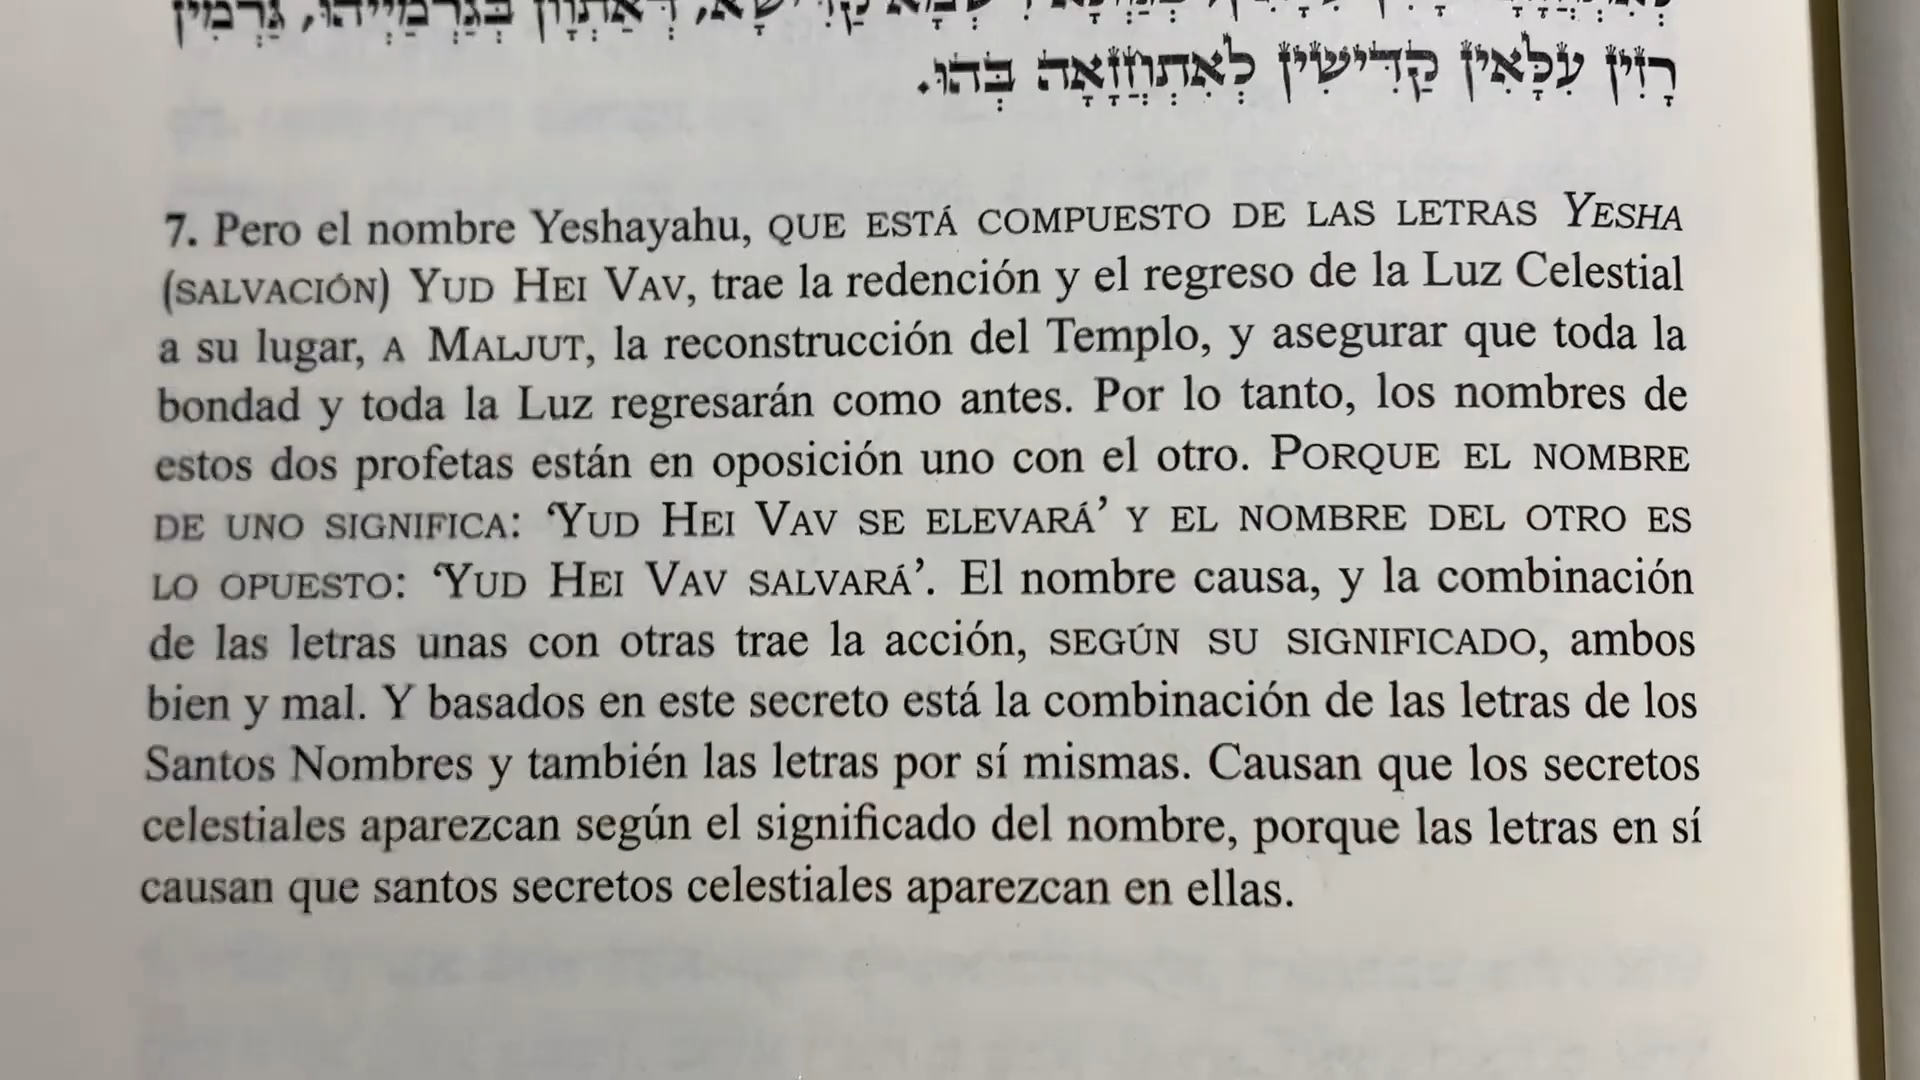 רָזִין עִלָּאִין קַדִּישִׁין לְאִתְחֲזָאָה בְּהוּ.
7. Pero el nombre Yeshayahu, QUE ESTÁ COMPUESTO DE LAS LETRAS YESHA
(SALVACIÓN) YUD HEI VAV, trae la redención y el regreso de la Luz Celestial
a su lugar, A MALJUT, la reconstrucción del Templo, y asegurar que toda la
bondad y toda la Luz regresarán como antes. Por lo tanto, los nombres de
estos dos profetas están en oposición uno con el otro. PORQUE EL NOMBRE
DE UNO SIGNIFICA: ‘YUD HEI VAV SE ELEVARÁ’ Y EL NOMBRE DEL OTRO ES
LO OPUESTO: ‘YUD HEI VAV SALVARÁ’. El nombre causa, y la combinación
de las letras unas con otras trae la acción, SEGÚN SU SIGNIFICADO, ambos
bien y mal. Y basados en este secreto está la combinación de las letras de los
Santos Nombres y también las letras por sí mismas. Causan que los secretos
celestiales aparezcan según el significado del nombre, porque las letras en sí
causan que santos secretos celestiales aparezcan en ellas.